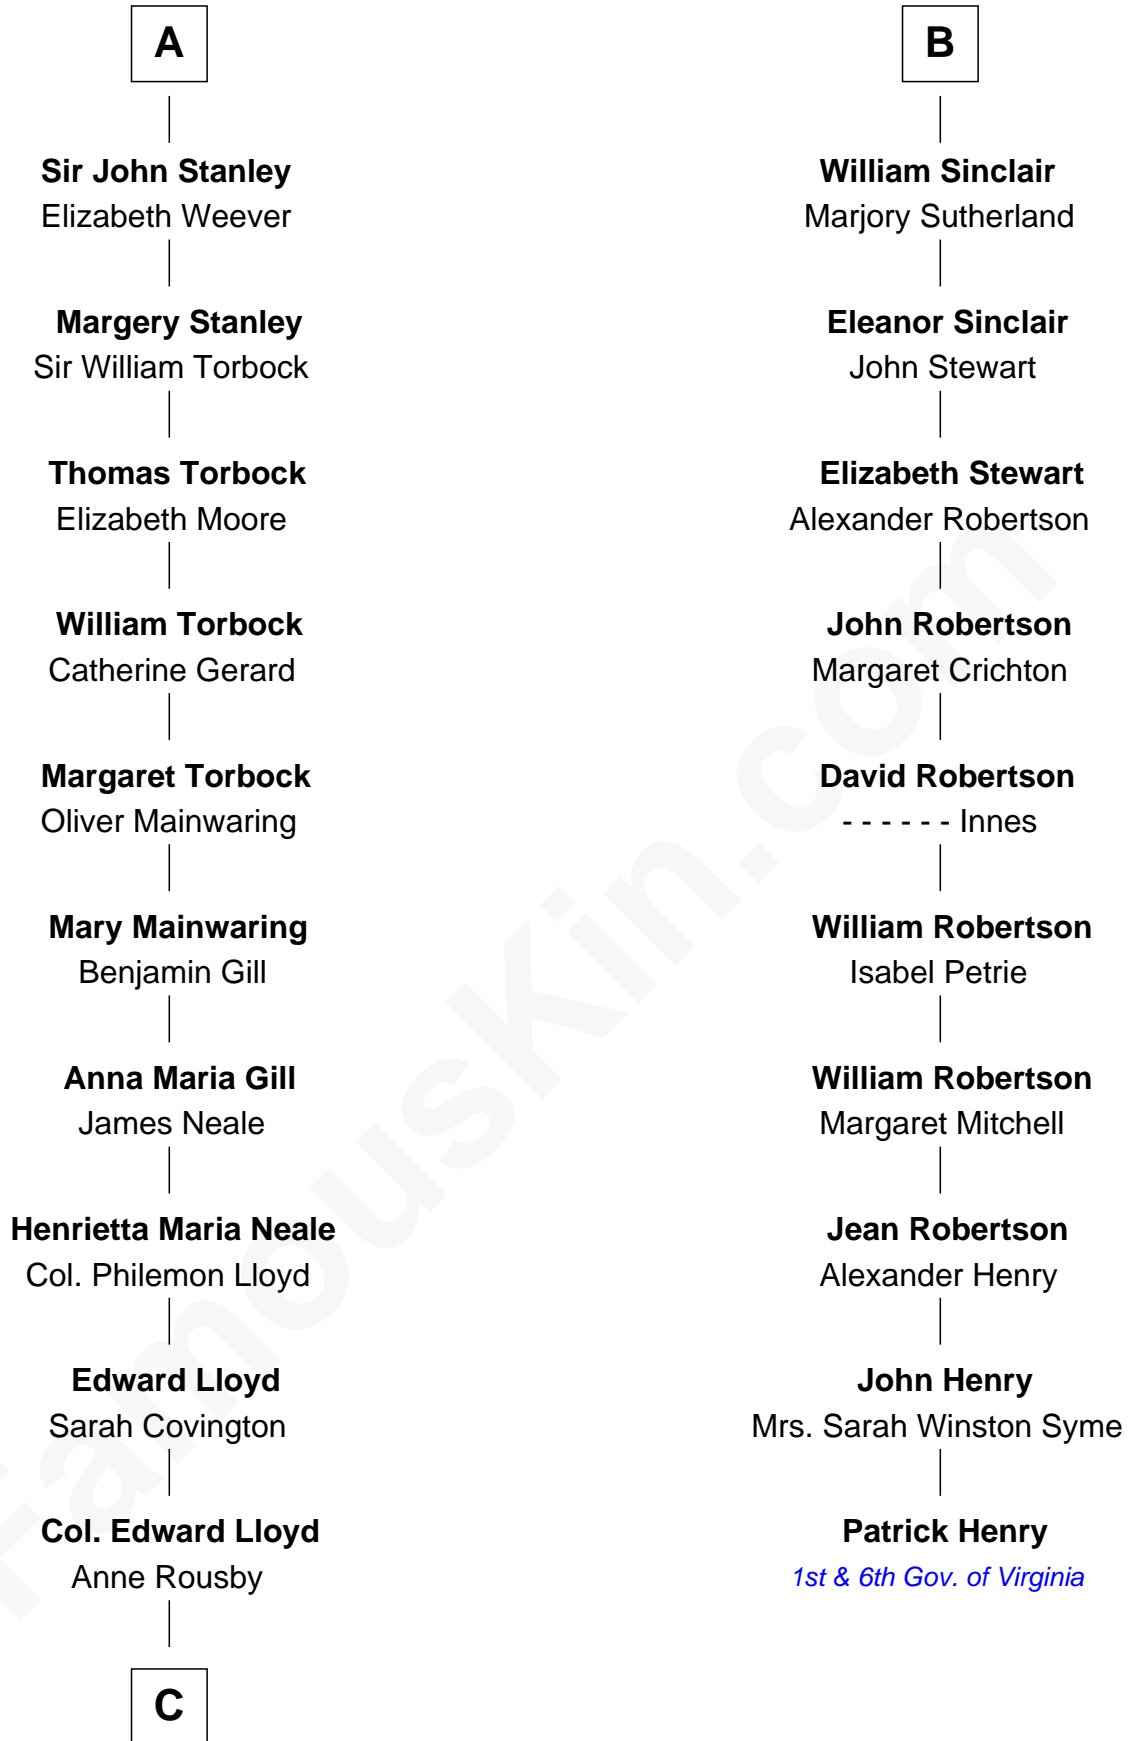 A
Sir John Stanley
Elizabeth Weever
Margery Stanley
Sir William Torbock
Thomas Torbock
Elizabeth Moore
William Torbock
Catherine Gerard
Margaret Torbock
Oliver Mainwaring
Mary Mainwaring
Benjamin Gill
Anna Maria Gill
James Neale
Henrietta Maria Neale
Col. Philemon Lloyd
Edward Lloyd
Sarah Covington
Col. Edward Lloyd
Anne Rousby
C
B
William Sinclair
Marjory Sutherland
Eleanor Sinclair
John Stewart
Elizabeth Stewart
Alexander Robertson
John Robertson
Margaret Crichton
David Robertson
- - - - - - Innes
William Robertson
Isabel Petrie
William Robertson
Margaret Mitchell
Jean Robertson
Alexander Henry
John Henry
Mrs. Sarah Winston Syme
Patrick Henry
1st & 6th Gov. of Virginia
FamousKin.com